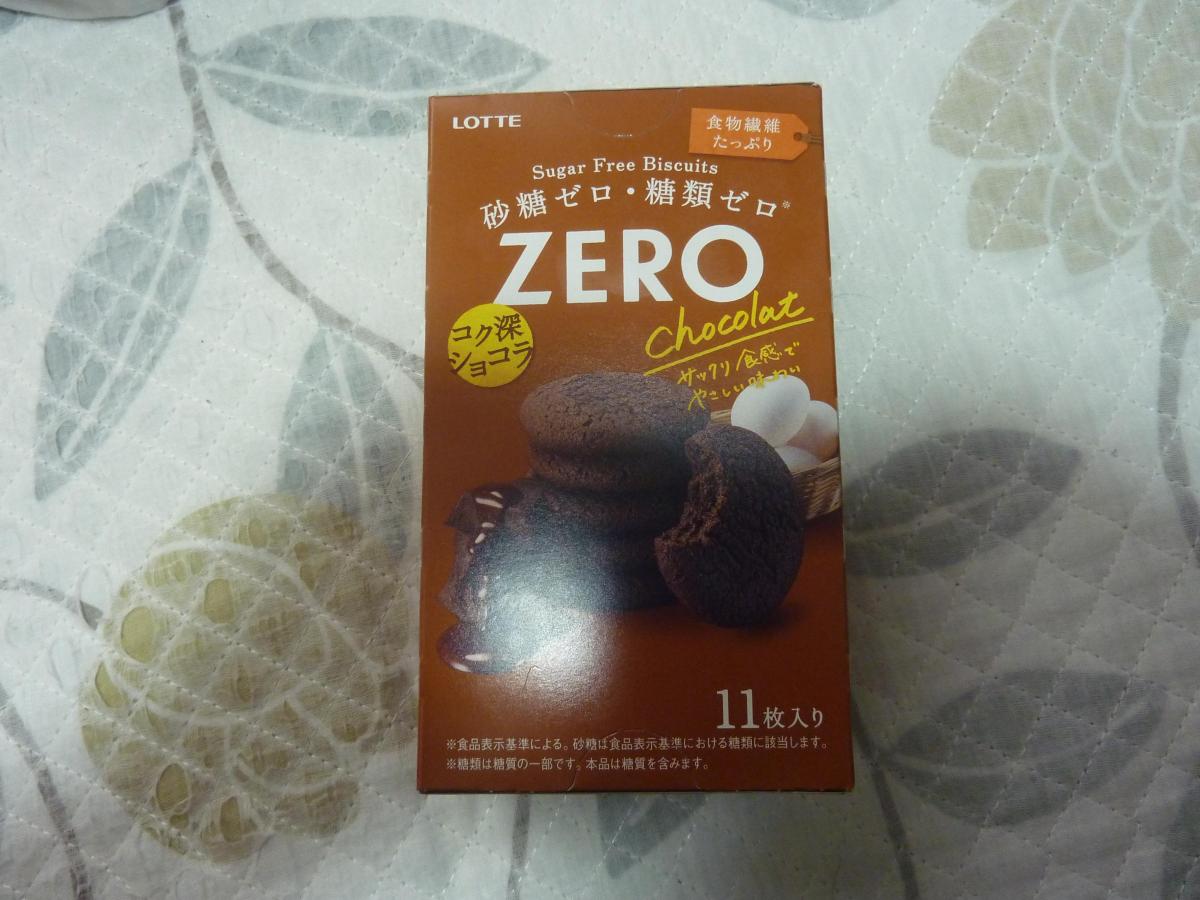 LOTTE
食物繊維
たっぷり
Sugar Free Biscuits
砂糖ゼロ・糖類ゼロ※
ZERO
コク深
ショコラ
chocolat
サックリ食感で
やさしい味わい
11枚入り
※食品表示基準による。砂糖は食品表示基準における糖類に該当します。
※糖類は糖質の一部です。本品は糖質を含みます。